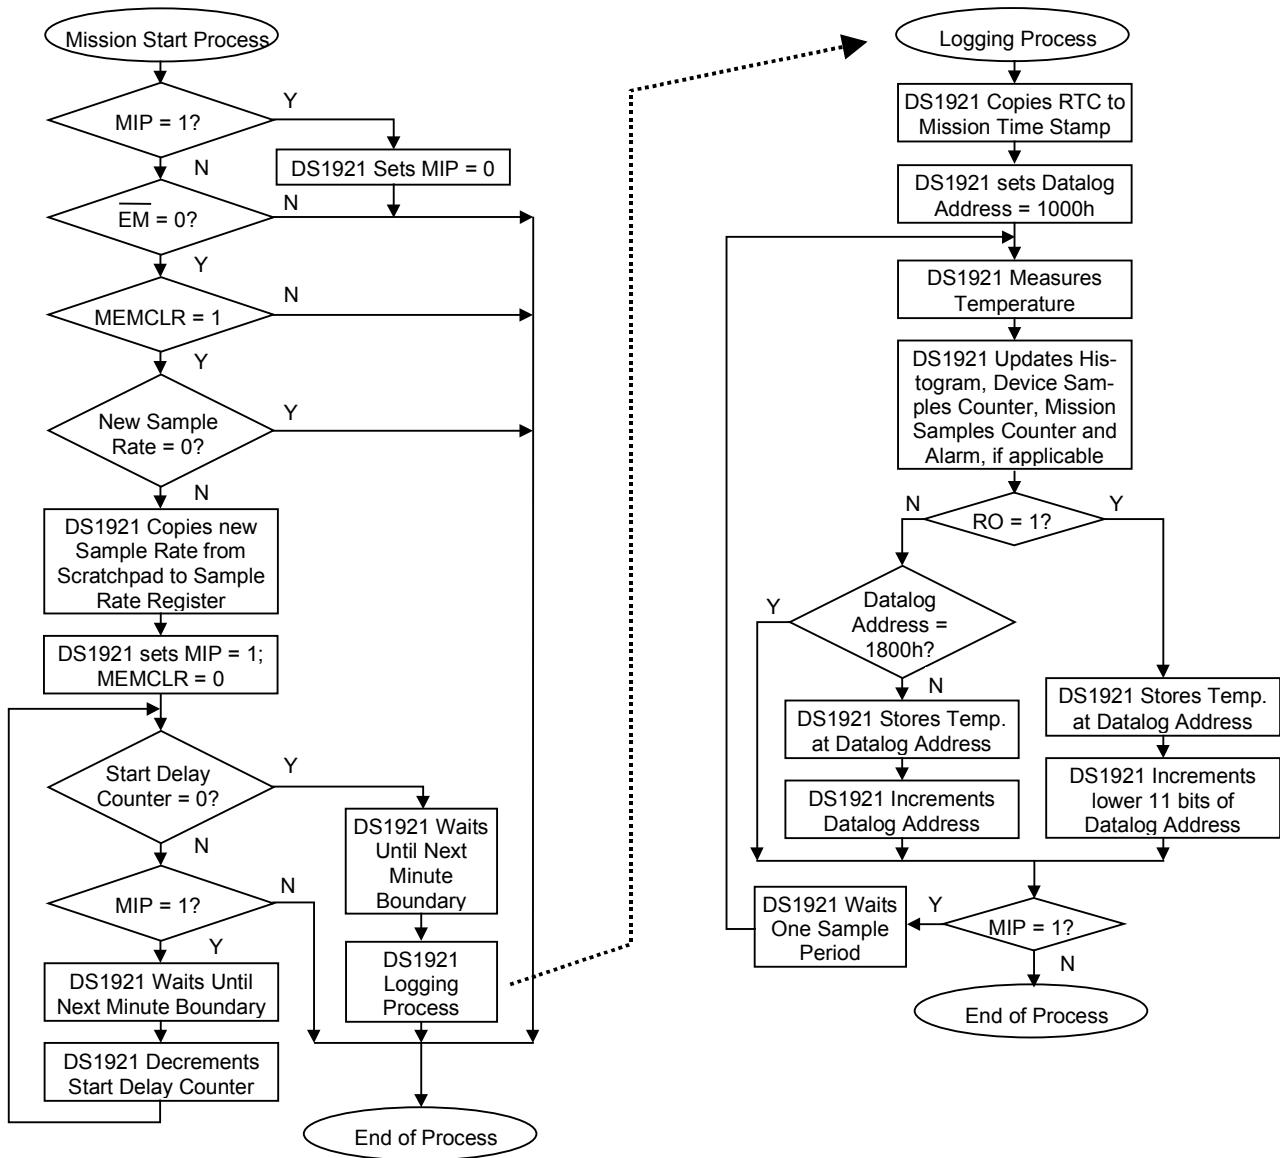 Mission Start Process
MIP = 1?
Y
N
DS1921 Sets MIP = 0
EM = 0?
N
Y
MEMCLR = 1
N
Y
New Sample
Rate = 0?
Y
N
DS1921 Copies new
Sample Rate from
Scratchpad to Sample
Rate Register
DS1921 sets MIP = 1;
MEMCLR = 0
Start Delay
Counter = 0?
Y
N
DS1921 Waits
Until Next
Minute
Boundary
MIP = 1?
N
Y
DS1921 Waits Until
Next Minute Boundary
DS1921
Logging
Process
DS1921 Decrements
Start Delay Counter
End of Process
Logging Process
DS1921 Copies RTC to
Mission Time Stamp
DS1921 sets Datalog
Address = 1000h
DS1921 Measures
Temperature
DS1921 Updates His-
togram, Device Sam-
ples Counter, Mission
Samples Counter and
Alarm, if applicable
N
RO = 1?
Y
Y
Datalog
Address =
1800h?
N
DS1921 Stores Temp.
at Datalog Address
DS1921 Increments
Datalog Address
DS1921 Stores Temp.
at Datalog Address
DS1921 Increments
lower 11 bits of
Datalog Address
DS1921 Waits
One Sample
Period
Y
MIP = 1?
N
End of Process